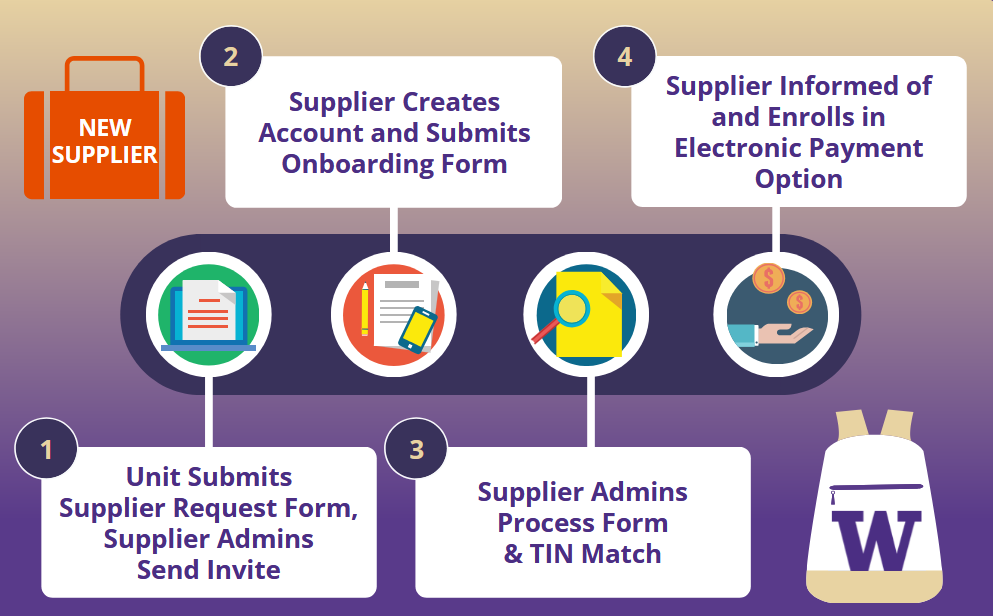 NEW
SUPPLIER
1
Unit Submits
Supplier Request Form,
Supplier Admins
Send Invite
2
Supplier Creates
Account and Submits
Onboarding Form
3
Supplier Admins
Process Form
& TIN Match
4
Supplier Informed of
and Enrolls in
Electronic Payment
Option
$
$
W